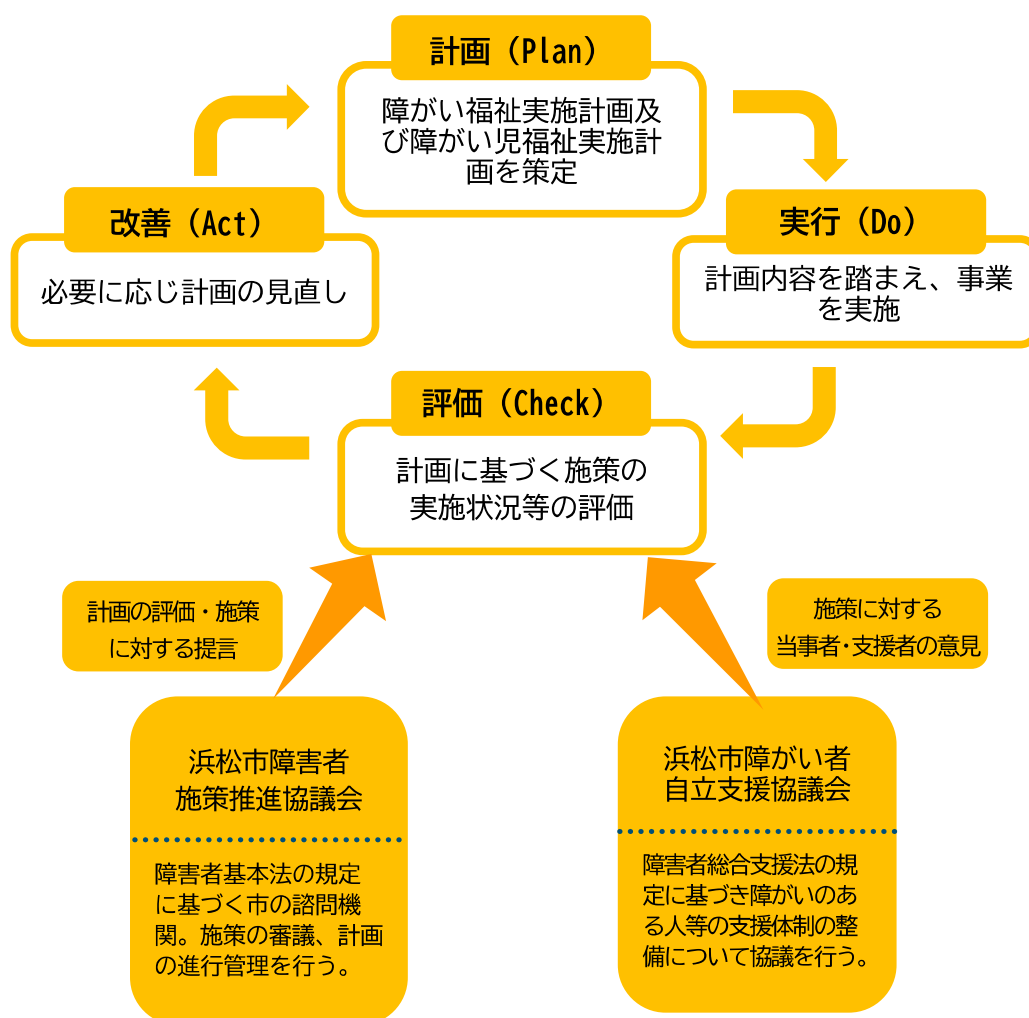 計画（Plan）
障がい福祉実施計画及
び障がい児福祉実施計
画を策定
改善（Act）
必要に応じ計画の見直し
実行（Do）
計画内容を踏まえ、事業
を実施
評価（Check）
計画に基づく施策の
実施状況等の評価
計画の評価・施策
に対する提言
施策に対する
当事者・支援者の意見
浜松市障害者
施策推進協議会
障害者基本法の規定
に基づく市の諮問機
関。施策の審議、計画
の進行管理を行う。
浜松市障がい者
自立支援協議会
障害者総合支援法の規
定に基づき障がいのあ
る人等の支援体制の整
備について協議を行う。